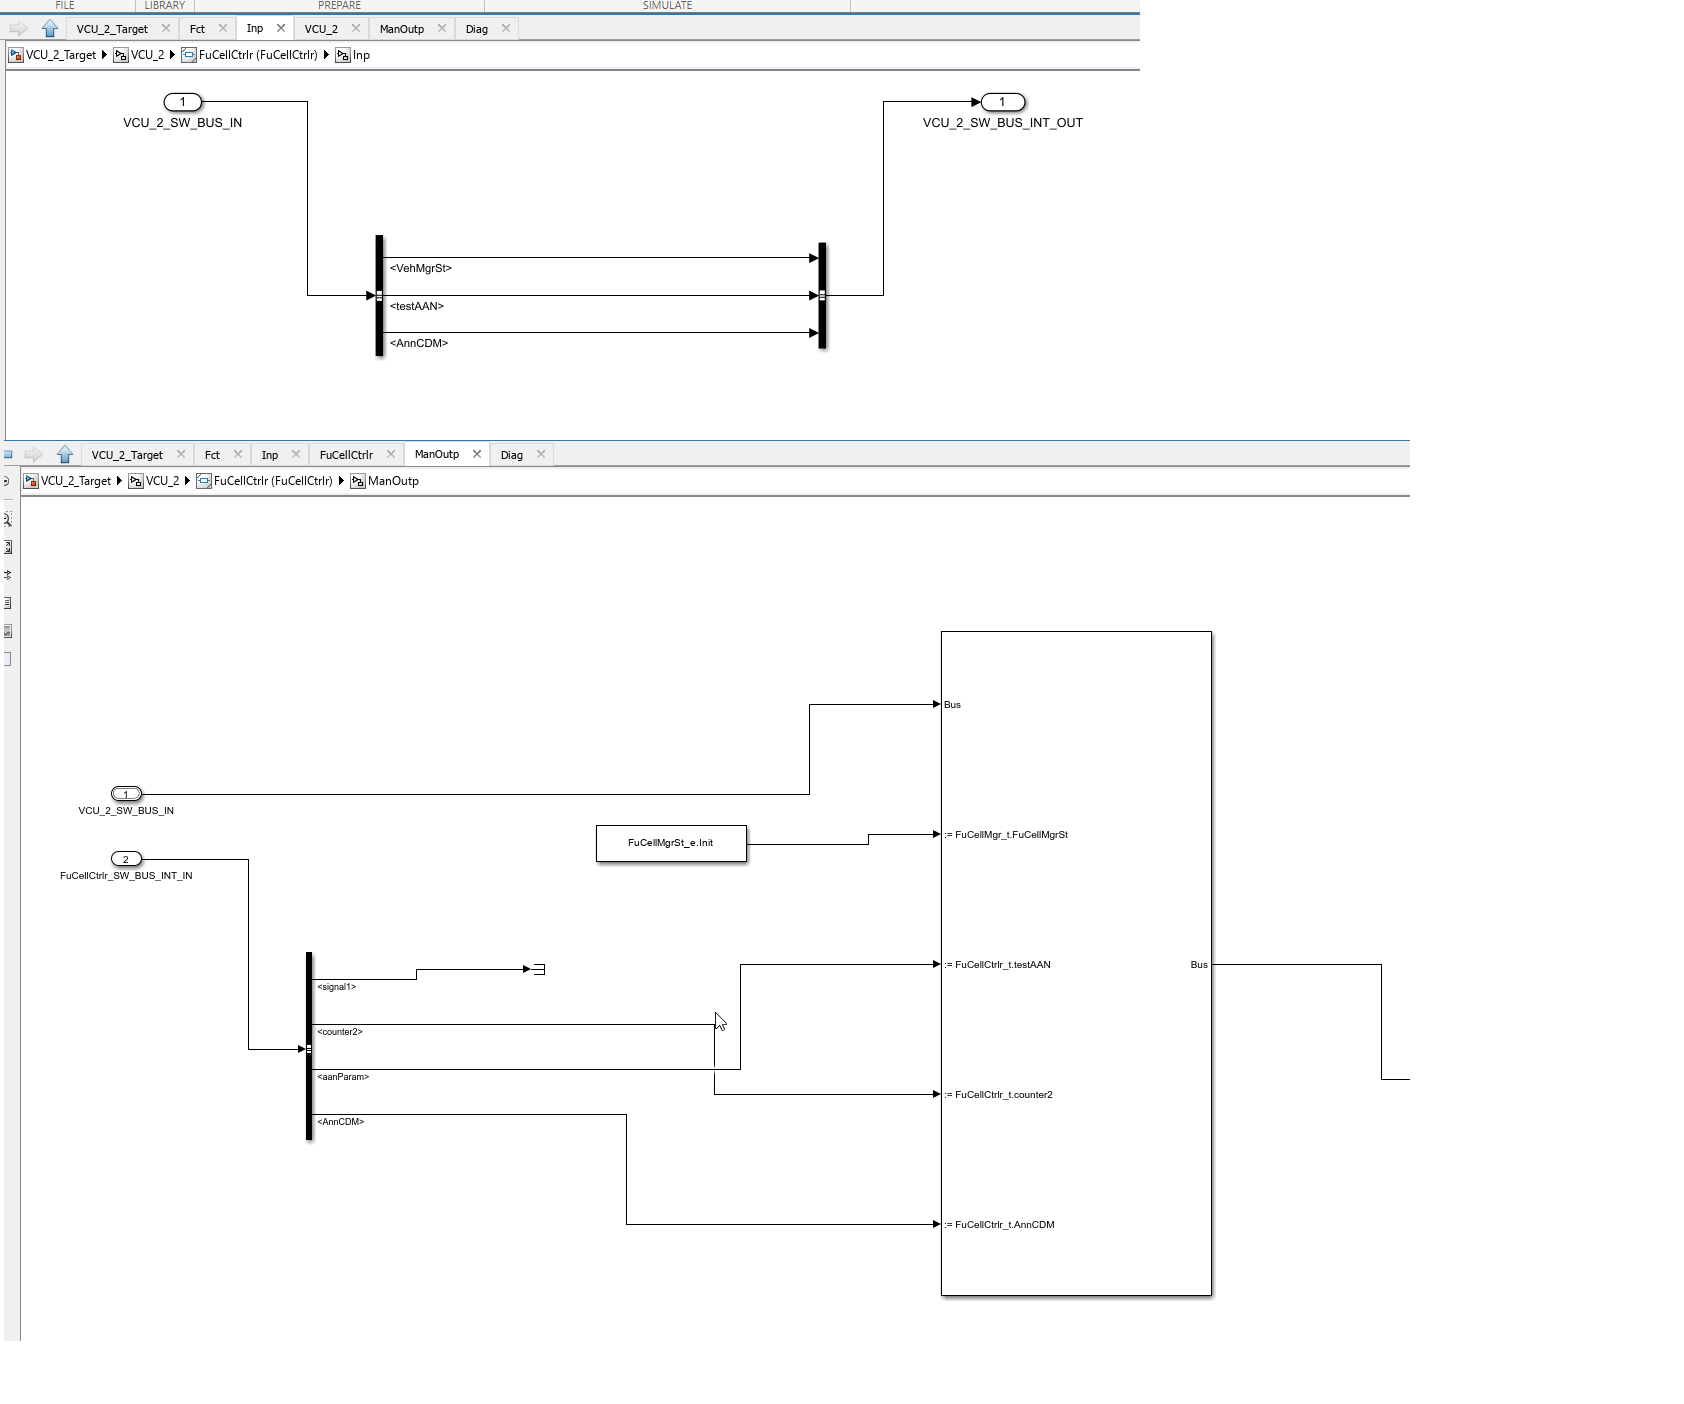 FILE LIBRARY PREPARE SIMULATE
VCU_2_Target Fct Inp VCU_2 ManOutp Diag
VCU_2_Target VCU_2 FuCellCtrlr (FuCellCtrlr) Inp
1 1
VCU_2_SW_BUS_IN VCU_2_SW_BUS_INT_OUT
<VehMgrSt>
<testAAN>
<AnnCDM>
VCU_2_Target Fct Inp FuCellCtrlr ManOutp Diag
VCU_2_Target VCU_2 FuCellCtrlr (FuCellCtrlr) ManOutp
Bus
1
VCU_2_SW_BUS_IN
FuCellMgrSt_e.Init := FuCellMgr_t.FuCellMgrSt
2
FuCellCtrlr_SW_BUS_INT_IN
:= FuCellCtrlr_t.testAAN Bus
<signal1>
<counter2>
<aanParam>
:= FuCellCtrlr_t.counter2
<AnnCDM>
:= FuCellCtrlr_t.AnnCDM